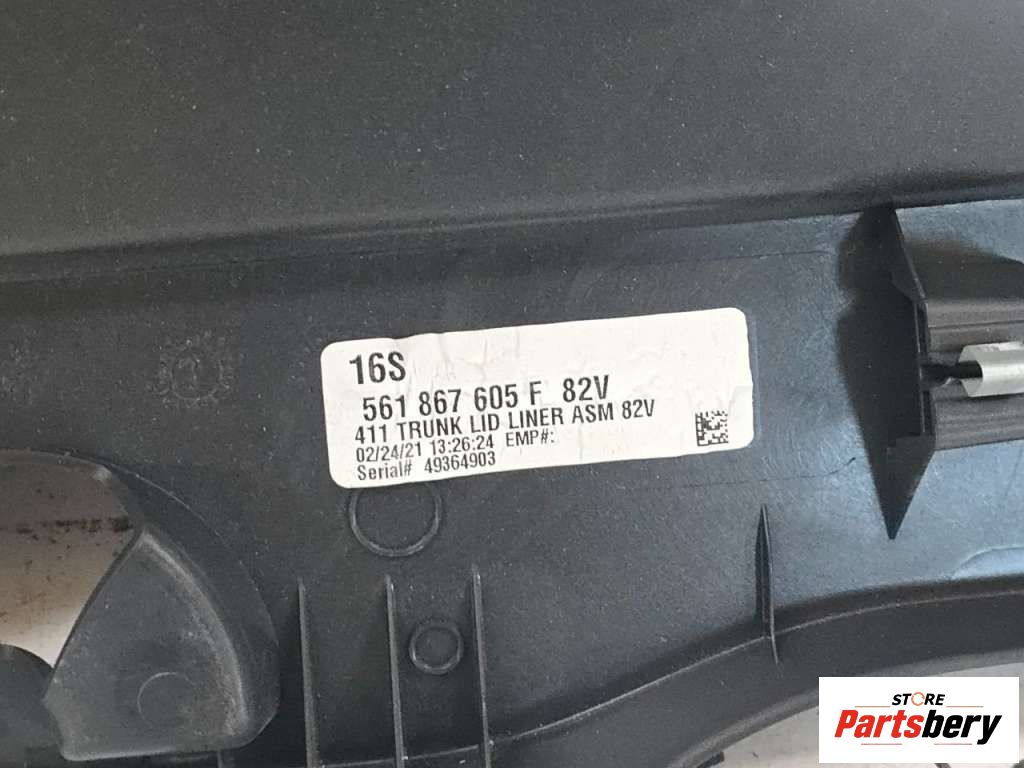 16S
561 867 605 F 82V
411 TRUNK LID LINER ASM 82V
02/24/21 13:26:24 EMP#:
Serial# 49364903
STORE
Partsbery